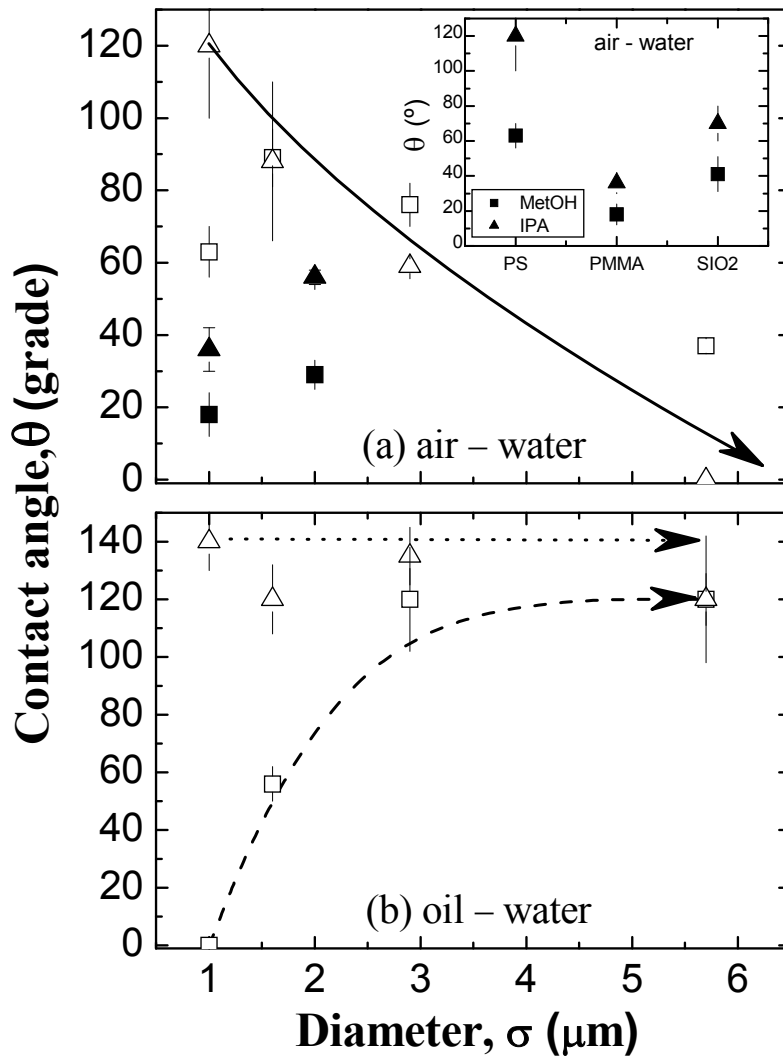 Contact angle,θ (grade)
120
100
80
60
40
20
0
(a) air – water
air - water
θ (º)
120
100
80
60
40
20
0
MetOH
IPA
PS PMMA SIO2
140
120
100
80
60
40
20
0
(b) oil – water
1 2 3 4 5 6
Diameter, σ (μm)